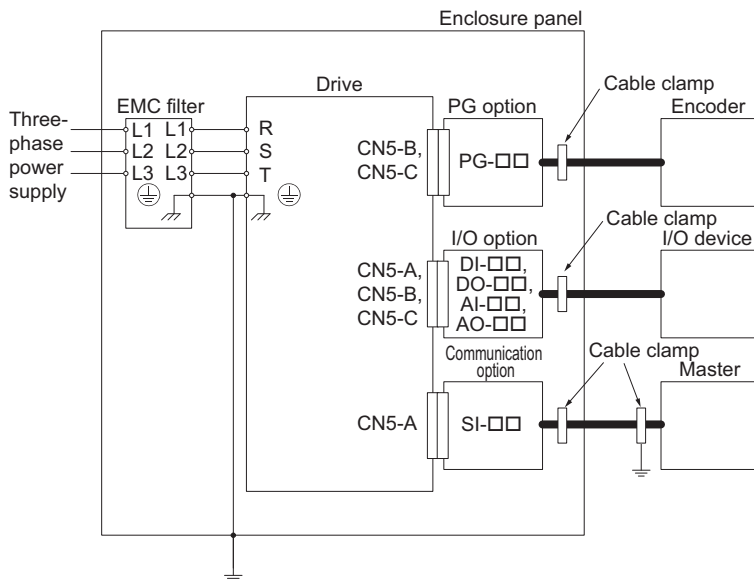 Enclosure panel
Drive
EMC filter
Three-
phase
power
supply
L1 L1
L2 L2
L3 L3
R
S
T
CN5-B,
CN5-C
PG option
PG-□□
Cable clamp
Encoder
CN5-A,
CN5-B,
CN5-C
I/O option
DI-□□,
DO-□□,
AI-□□,
AO-□□
Cable clamp
I/O device
CN5-A
Communication
option
SI-□□
Cable clamp
Master